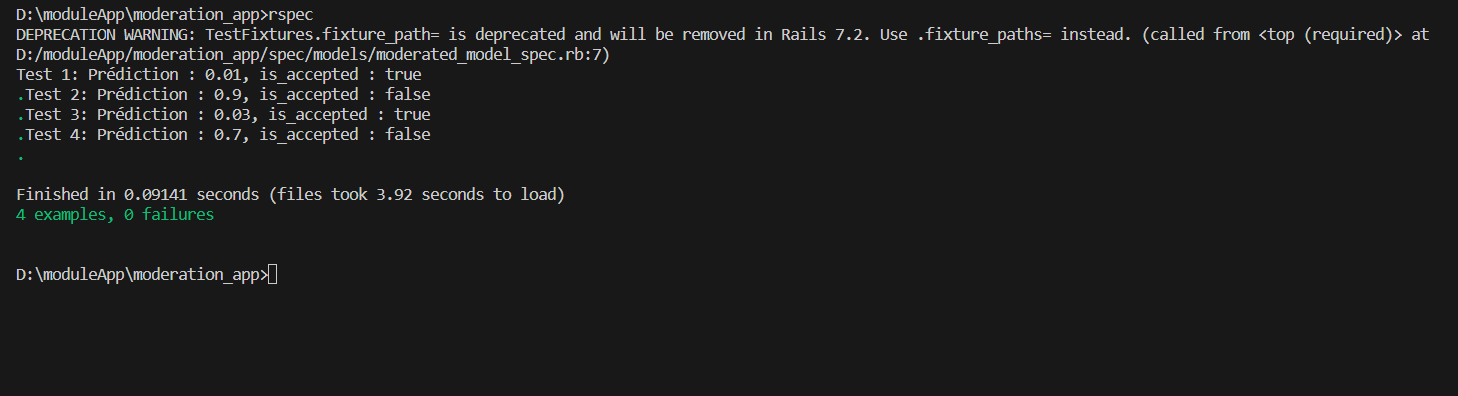 D:\moduleApp\moderation_app>rspec
DEPRECATION WARNING: TestFixtures.fixture_path= is deprecated and will be removed in Rails 7.2. Use .fixture_paths= instead. (called from <top (required)> at
D:/moduleApp/moderation_app/spec/models/moderated_model_spec.rb:7)
Test 1: Prédiction : 0.01, is_accepted : true
.Test 2: Prédiction : 0.9, is_accepted : false
.Test 3: Prédiction : 0.03, is_accepted : true
.Test 4: Prédiction : 0.7, is_accepted : false
.
Finished in 0.09141 seconds (files took 3.92 seconds to load)
4 examples, 0 failures
D:\moduleApp\moderation_app>